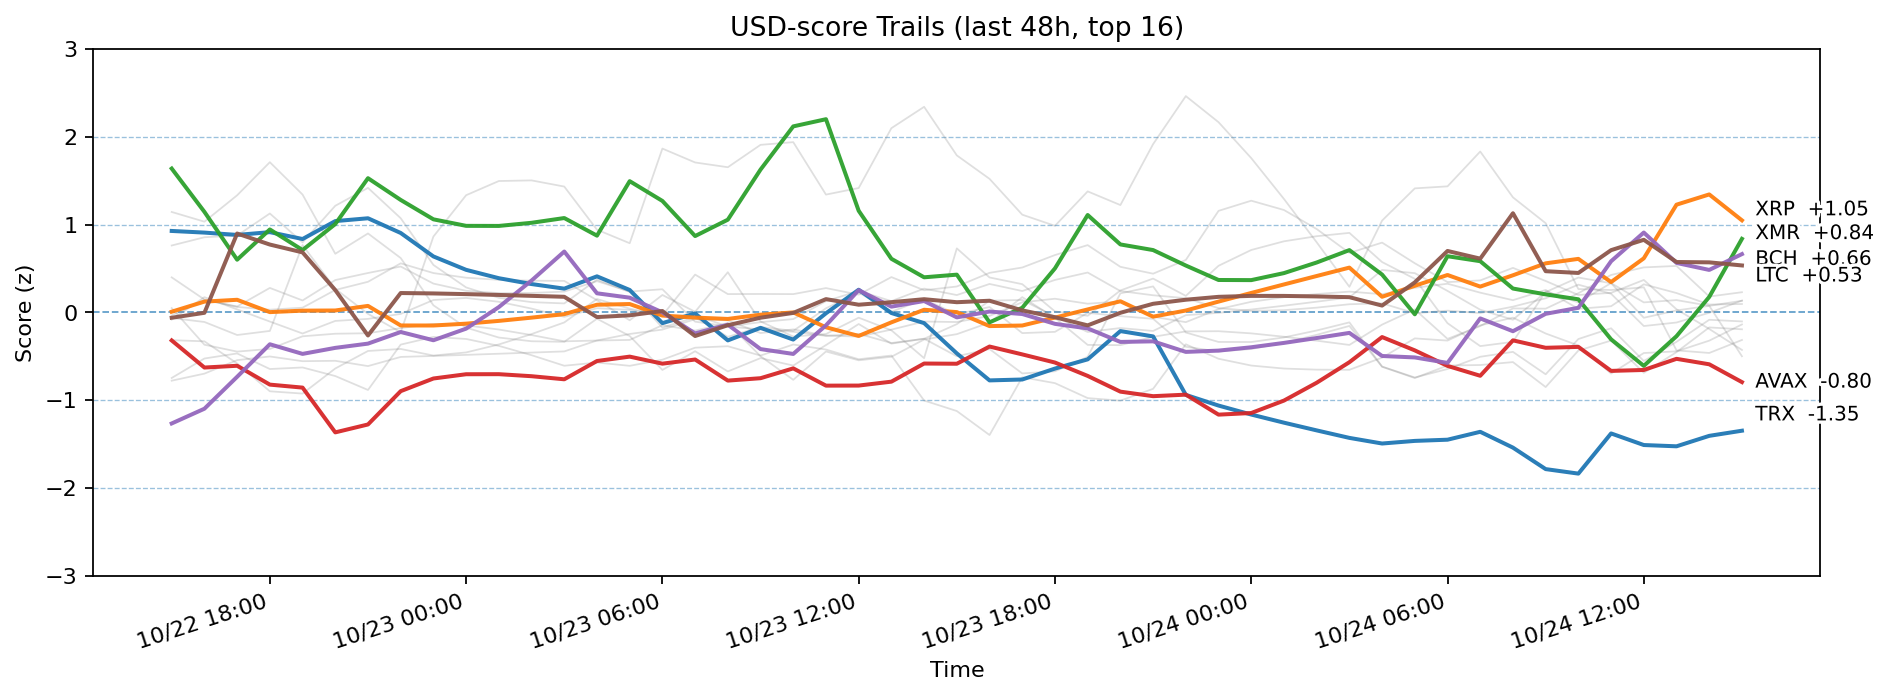 USD-score Trails (last 48h, top 16)
Score (z)
3
2
1
0
−1
−2
−3
XRP +1.05
XMR +0.84
BCH +0.66
LTC +0.53
AVAX -0.80
TRX -1.35
10/22 18:00
10/23 00:00
10/23 06:00
10/23 12:00
10/23 18:00
10/24 00:00
10/24 06:00
10/24 12:00
Time